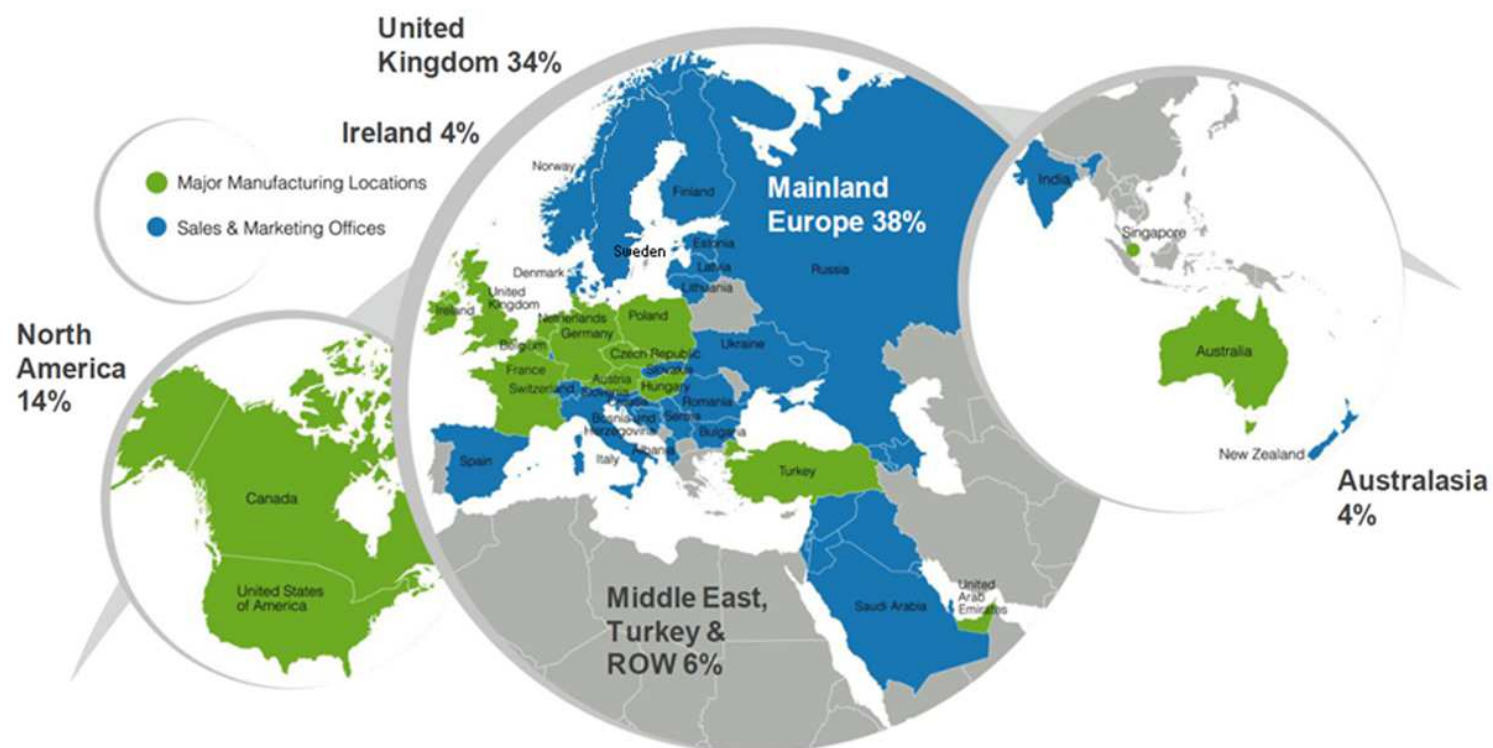 United
Kingdom 34%
Ireland 4%
Major Manufacturing Locations
Sales & Marketing Offices
North
America
14%
Canada
United States
of America
Mainland
Europe 38%
Norway
Finland
Sweden
Estonia
Latvia
Lithuania
Russia
Denmark
United
Kingdom
Ireland
Netherlands
Poland
Germany
Belgium
Czech Republic
Ukraine
France
Slovakia
Austria
Switzerland
Hungary
Slovenia
Croatia
Romania
Bosnia and
Herzegovina
Serbia
Bulgaria
Albania
Italy
Spain
Turkey
Saudi Arabia
United
Arab
Emirates
Middle East,
Turkey &
ROW 6%
India
Singapore
Australia
New Zealand
Australasia
4%